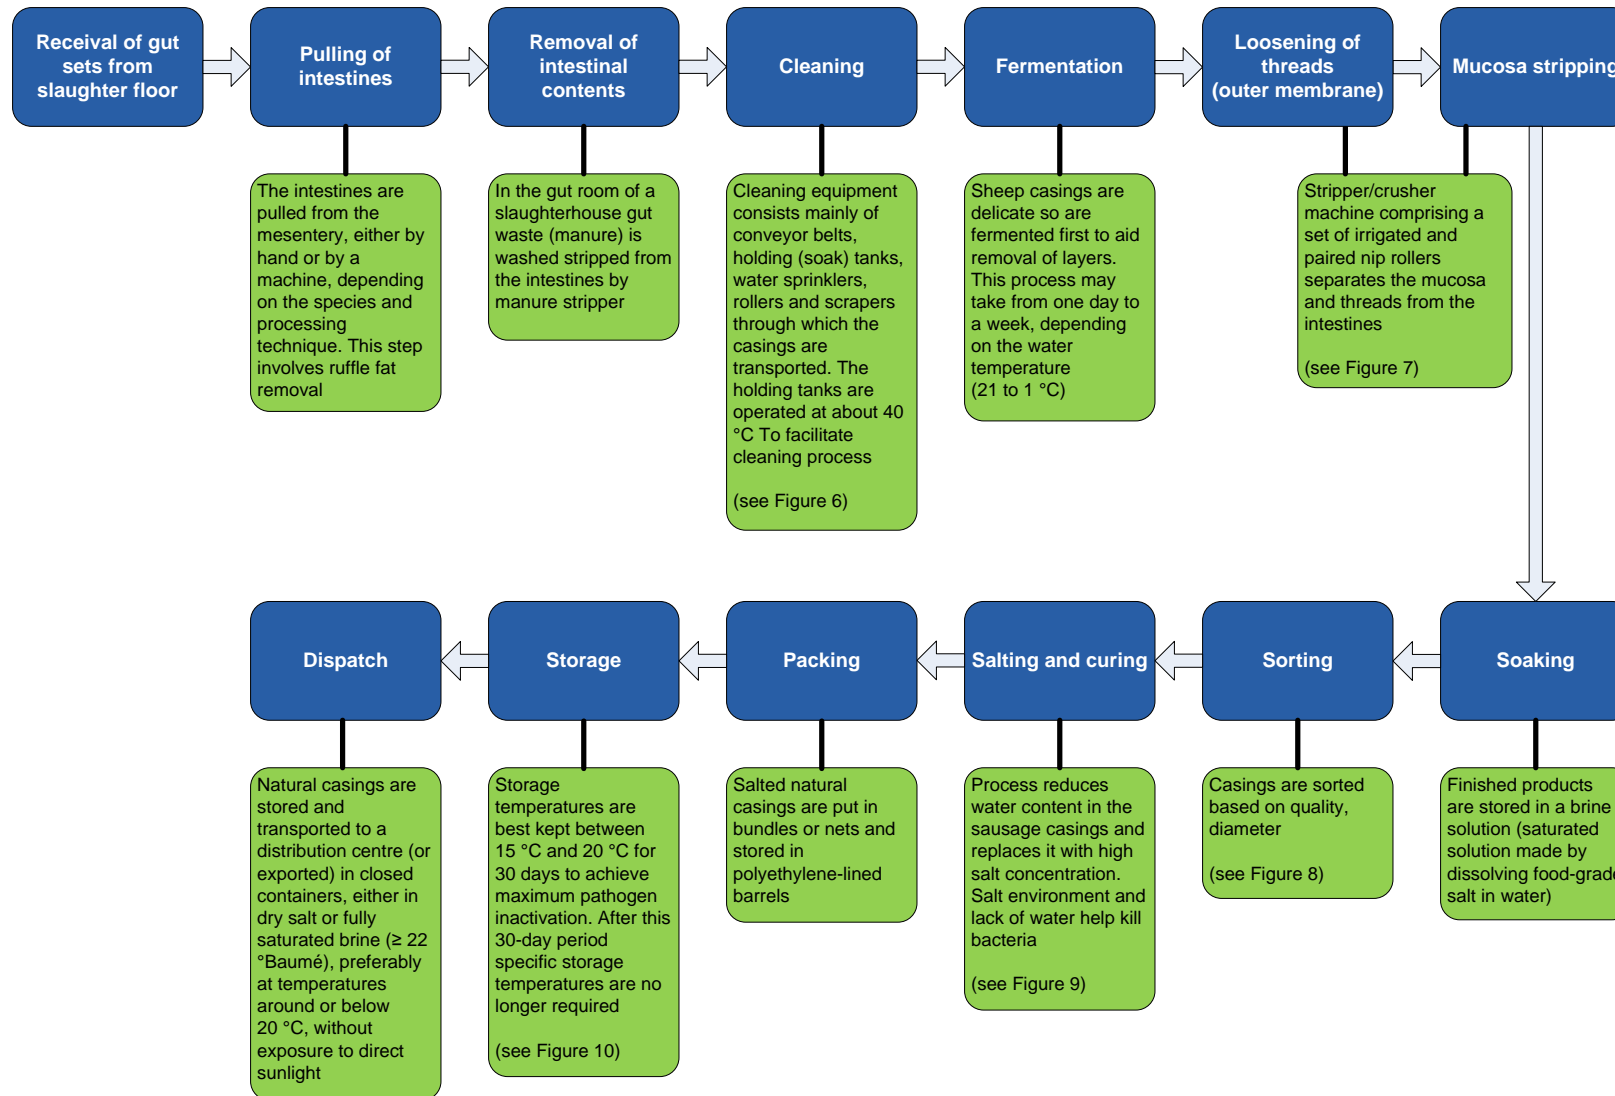 Receival of gut
sets from
slaughter floor
Pulling of
intestines
Removal of
intestinal
contents
Cleaning
Fermentation
Loosening of
threads
(outer membrane)
Mucosa stripping
The intestines are
pulled from the
mesentery, either by
hand or by a
machine, depending
on the species and
processing
technique. This step
involves ruffle fat
removal
In the gut room of a
slaughterhouse gut
waste (manure) is
washed stripped from
the intestines by
manure stripper
Cleaning equipment
consists mainly of
conveyor belts,
holding (soak) tanks,
water sprinklers,
rollers and scrapers
through which the
casings are
transported. The
holding tanks are
operated at about 40
°C To facilitate
cleaning process
(see Figure 6)
Sheep casings are
delicate so are
fermented first to aid
removal of layers.
This process may
take from one day to
a week, depending
on the water
temperature
(21 to 1 °C)
Stripper/crusher
machine comprising a
set of irrigated and
paired nip rollers
separates the mucosa
and threads from the
intestines
(see Figure 7)
Dispatch
Storage
Packing
Salting and curing
Sorting
Soaking
Natural casings are
stored and
transported to a
distribution centre (or
exported) in closed
containers, either in
dry salt or fully
saturated brine (≥ 22
°Baumé), preferably
at temperatures
around or below
20 °C, without
exposure to direct
sunlight
Storage
temperatures are
best kept between
15 °C and 20 °C for
30 days to achieve
maximum pathogen
inactivation. After this
30-day period
specific storage
temperatures are no
longer required
(see Figure 10)
Salted natural
casings are put in
bundles or nets and
stored in
polyethylene-lined
barrels
Process reduces
water content in the
sausage casings and
replaces it with high
salt concentration.
Salt environment and
lack of water help kill
bacteria
(see Figure 9)
Casings are sorted
based on quality,
diameter
(see Figure 8)
Finished products
are stored in a brine
solution (saturated
solution made by
dissolving food-grade
salt in water)